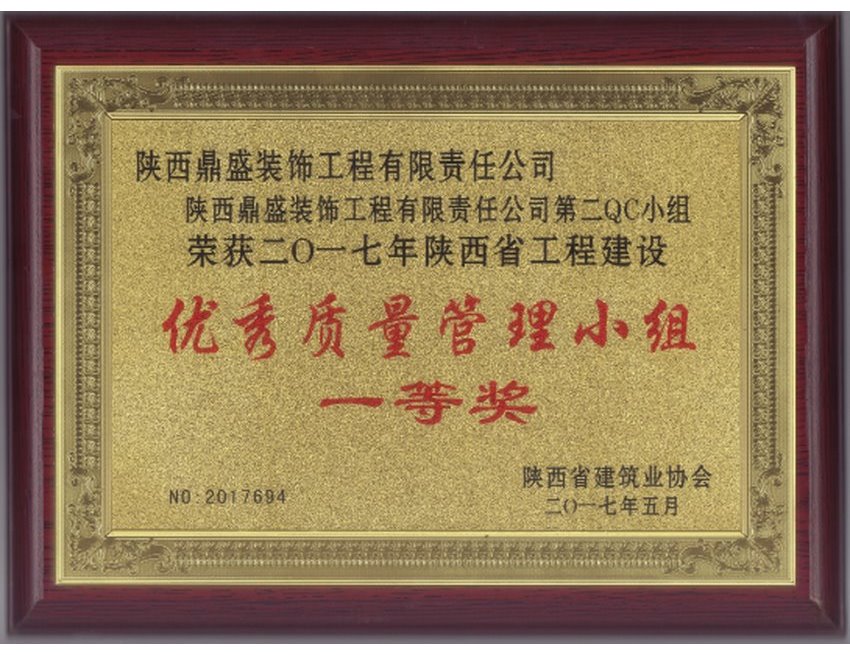 陕西鼎盛装饰工程有限责任公司
陕西鼎盛装饰工程有限责任公司第二QC小组
荣获二〇一七年陕西省工程建设
优秀质量管理小组
一等奖
陕西省建筑业协会
NO:2017694
二〇一七年五月